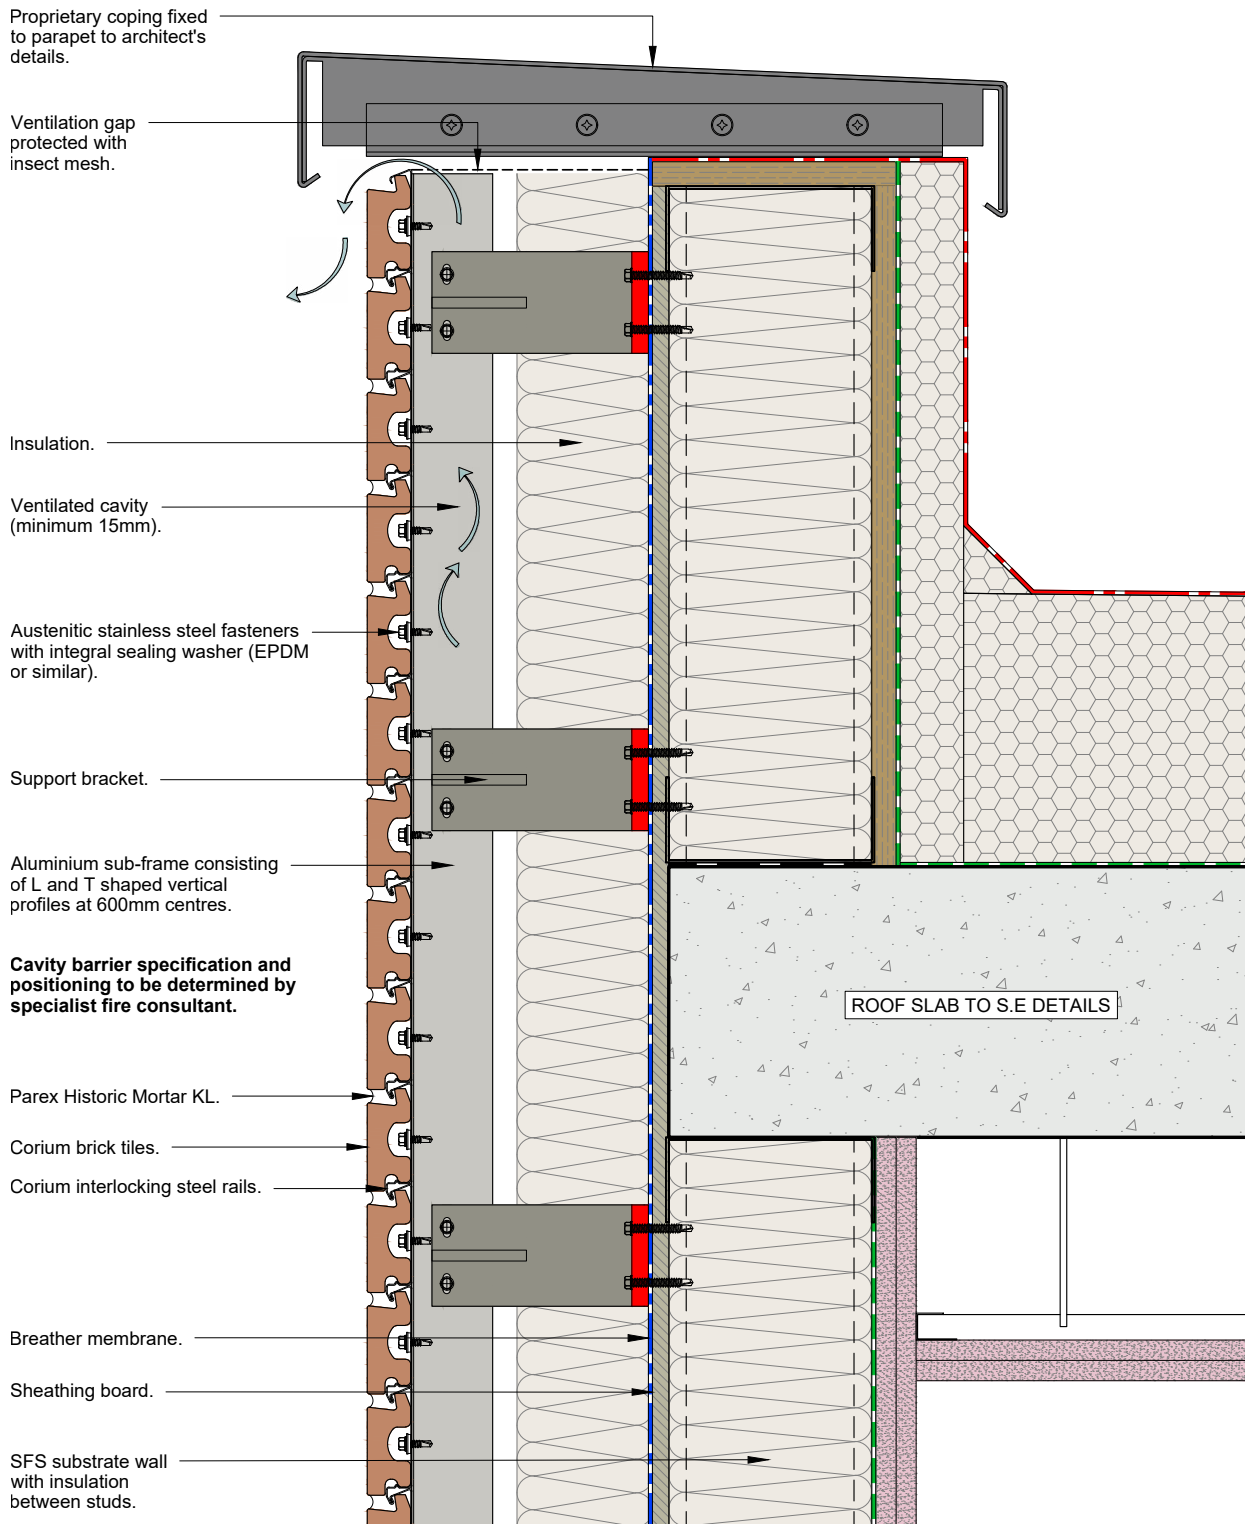 Proprietary coping fixed
to parapet to architect's
details.
Ventilation gap
protected with
insect mesh.
Insulation.
Ventilated cavity
(minimum 15mm).
Austenitic stainless steel fasteners
with integral sealing washer (EPDM
or similar).
Support bracket.
Aluminium sub-frame consisting
of L and T shaped vertical
profiles at 600mm centres.
Cavity barrier specification and
positioning to be determined by
specialist fire consultant.
ROOF SLAB TO S.E DETAILS
Parex Historic Mortar KL.
Corium brick tiles.
Corium interlocking steel rails.
Breather membrane.
Sheathing board.
SFS substrate wall
with insulation
between studs.